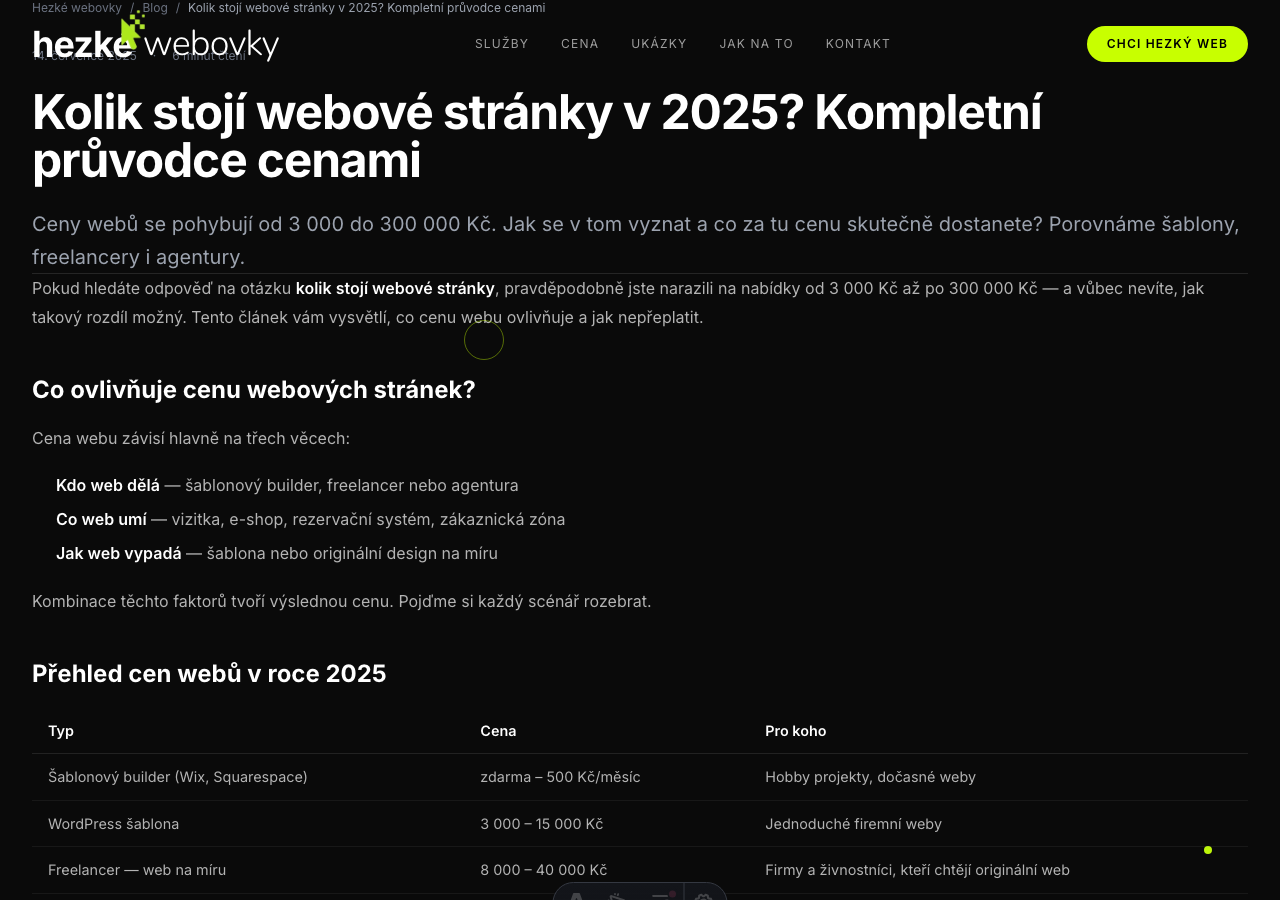 Hezké webovky / Blog / Kolik stojí webové stránky v 2025? Kompletní průvodce cenami
hezké webovky
SLUŽBY CENA UKÁZKY JAK NA TO KONTAKT
CHCI HEZKÝ WEB
14. července 2025 6 minut čtení
Kolik stojí webové stránky v 2025? Kompletní
průvodce cenami
Ceny webů se pohybují od 3 000 do 300 000 Kč. Jak se v tom vyznat a co za tu cenu skutečně dostanete? Porovnáme šablony,
freelancery i agentury.
Pokud hledáte odpověď na otázku kolik stojí webové stránky, pravděpodobně jste narazili na nabídky od 3 000 Kč až po 300 000 Kč — a vůbec nevíte, jak
takový rozdíl možný. Tento článek vám vysvětlí, co cenu webu ovlivňuje a jak nepřeplatit.
Co ovlivňuje cenu webových stránek?
Cena webu závisí hlavně na třech věcech:
Kdo web dělá — šablonový builder, freelancer nebo agentura
Co web umí — vizitka, e-shop, rezervační systém, zákaznická zóna
Jak web vypadá — šablona nebo originální design na míru
Kombinace těchto faktorů tvoří výslednou cenu. Pojďme si každý scénář rozebrat.
Přehled cen webů v roce 2025
Typ Cena Pro koho
Šablonový builder (Wix, Squarespace) zdarma – 500 Kč/měsíc Hobby projekty, dočasné weby
WordPress šablona 3 000 – 15 000 Kč Jednoduché firemní weby
Freelancer — web na míru 8 000 – 40 000 Kč Firmy a živnostníci, kteří chtějí originální web